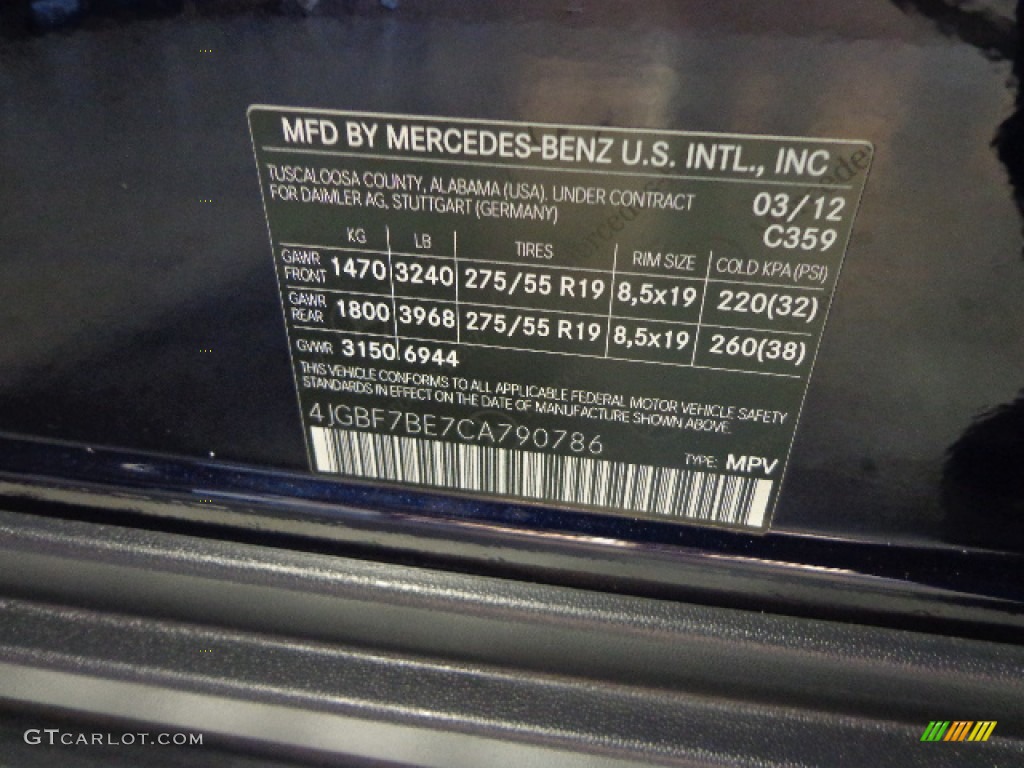 MFD BY MERCEDES-BENZ U.S. INTL., INC
TUSCALOOSA COUNTY, ALABAMA (USA). UNDER CONTRACT
FOR DAIMLER AG, STUTTGART (GERMANY)
03/12
C359
KG LB TIRES RIM SIZE COLD KPA (PSI)
GAWR FRONT 1470 3240 275/55 R19 8,5x19 220(32)
GAWR REAR 1800 3968 275/55 R19 8,5x19 260(38)
GVWR 3150 6944
THIS VEHICLE CONFORMS TO ALL APPLICABLE FEDERAL MOTOR VEHICLE SAFETY
STANDARDS IN EFFECT ON THE DATE OF MANUFACTURE SHOWN ABOVE.
4JGBF7BE7CA790786
TYPE: MPV
GTCARLOT.COM